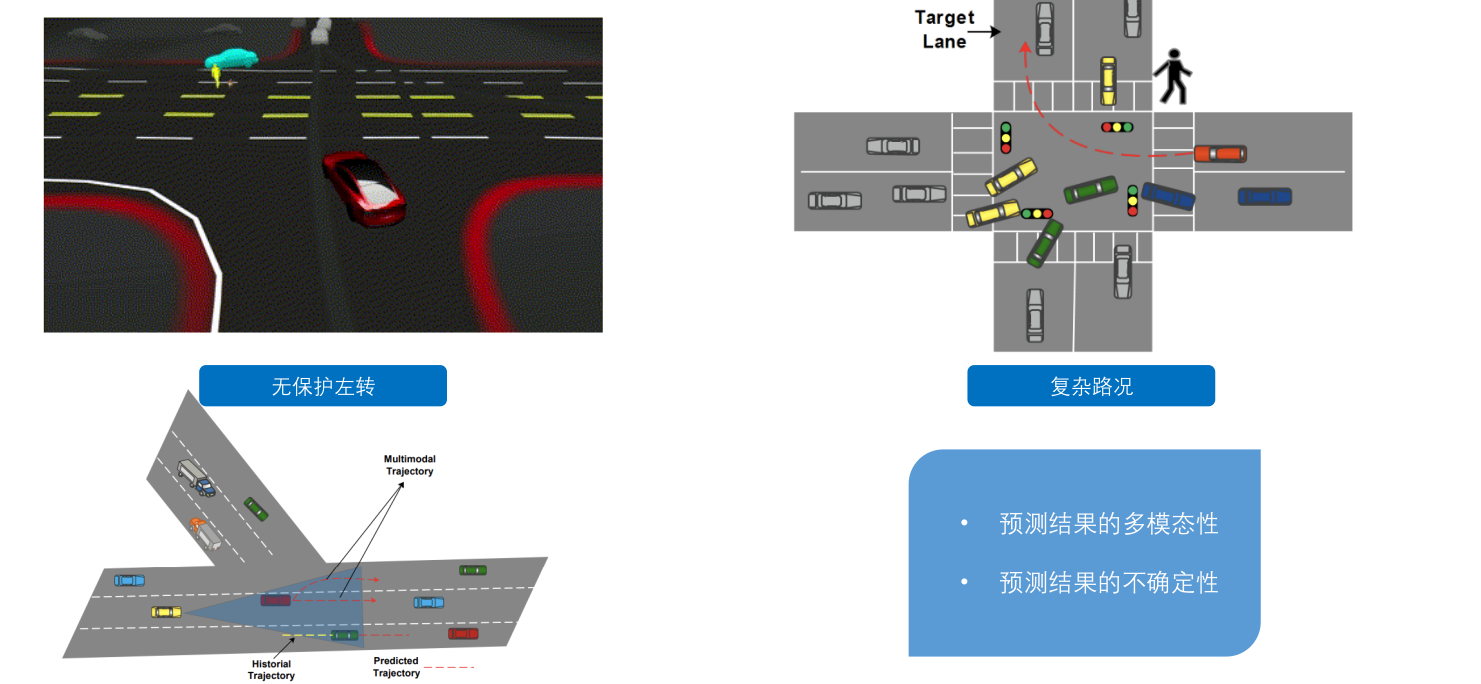 Target
Lane
无保护左转
复杂路况
Multimodal
Trajectory
Historial
Trajectory
Predicted
Trajectory
• 预测结果的多模态性
• 预测结果的不确定性